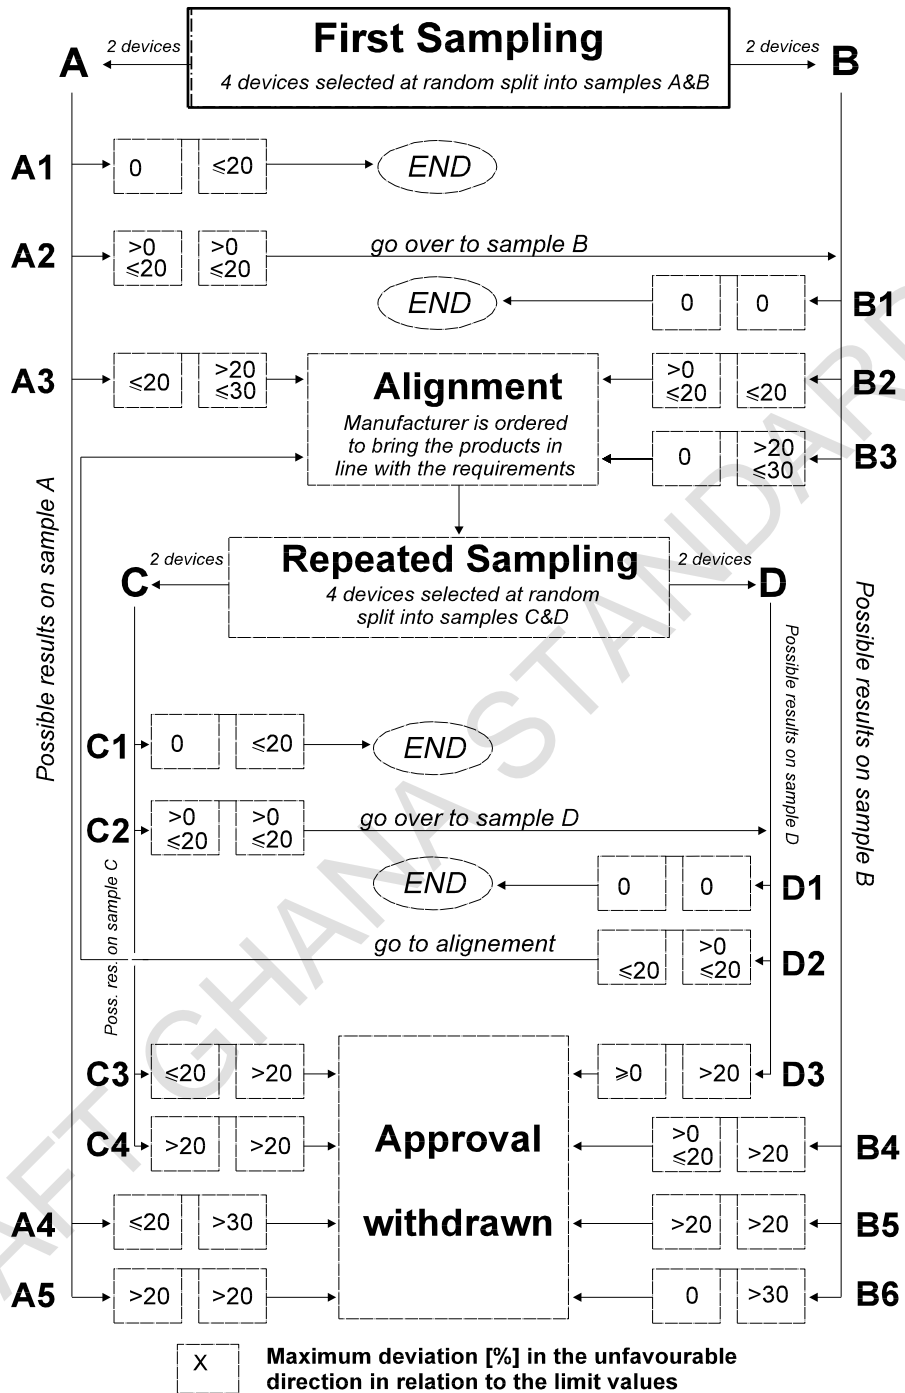 First Sampling
4 devices selected at random split into samples A&B
A
2 devices
2 devices
B
A1
0
≤20
END
A2
>0
≤20
>0
≤20
go over to sample B
END
0
0
B1
A3
≤20
>20
≤30
Alignment
Manufacturer is ordered
to bring the products in
line with the requirements
>0
≤20
≤20
B2
0
>20
≤30
B3
Possible results on sample A
Repeated Sampling
4 devices selected at random
split into samples C&D
C
2 devices
2 devices
D
Possible results on sample D
Possible results on sample B
C1
0
≤20
END
C2
>0
≤20
>0
≤20
go over to sample D
Poss. res. on sample C
END
0
0
D1
go to alignement
≤20
>0
≤20
D2
C3
≤20
>20
Approval
withdrawn
≥0
>20
D3
C4
>20
>20
>0
≤20
>20
B4
A4
≤20
>30
>20
>20
B5
A5
>20
>20
0
>30
B6
X
Maximum deviation [%] in the unfavourable
direction in relation to the limit values
AFT GHANA STANDARD